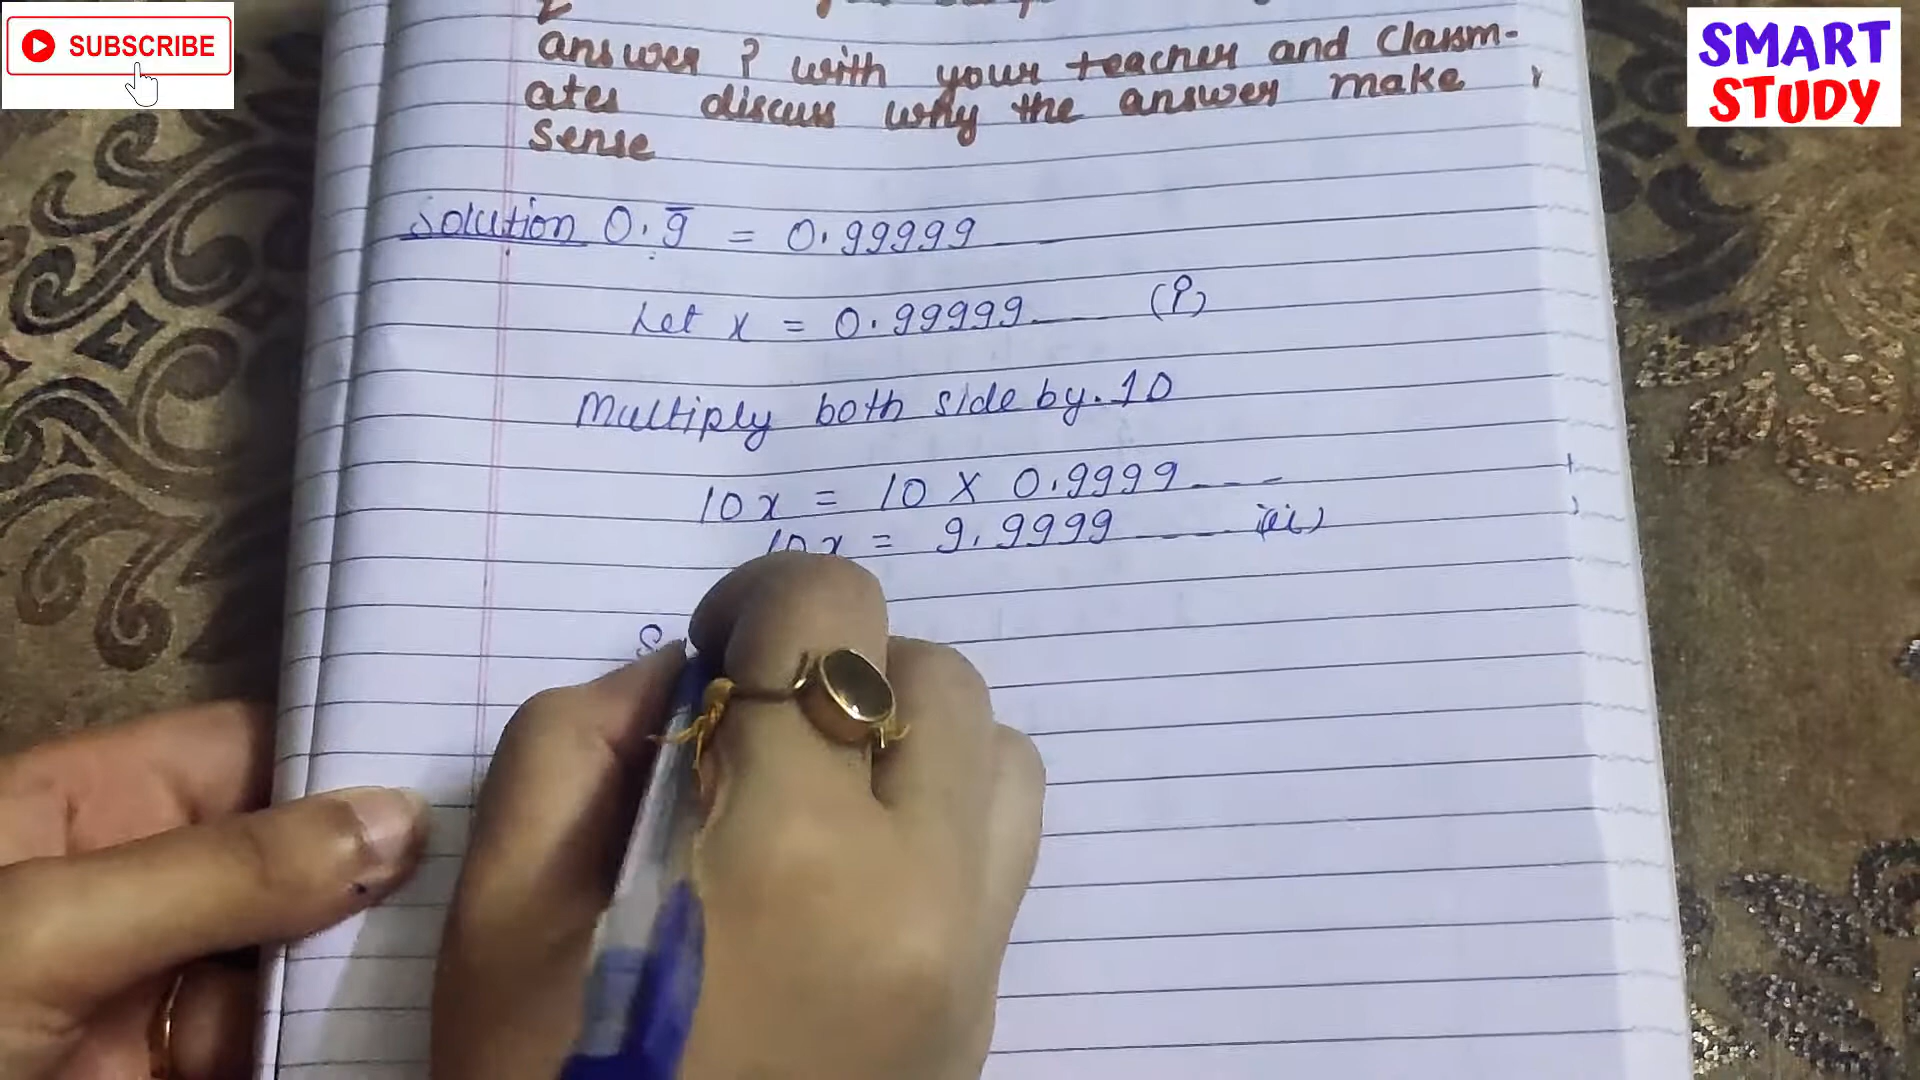 SUBSCRIBE
SMART
STUDY
answer ? with your teacher and Classm-
ates discuss why the answer make
sense
Solution 0.9̅ = 0.99999
Let x = 0.99999 (i)
Multiply both side by. 10
10x = 10 X 0.9999---
10x = 9.9999 ---- (ii)